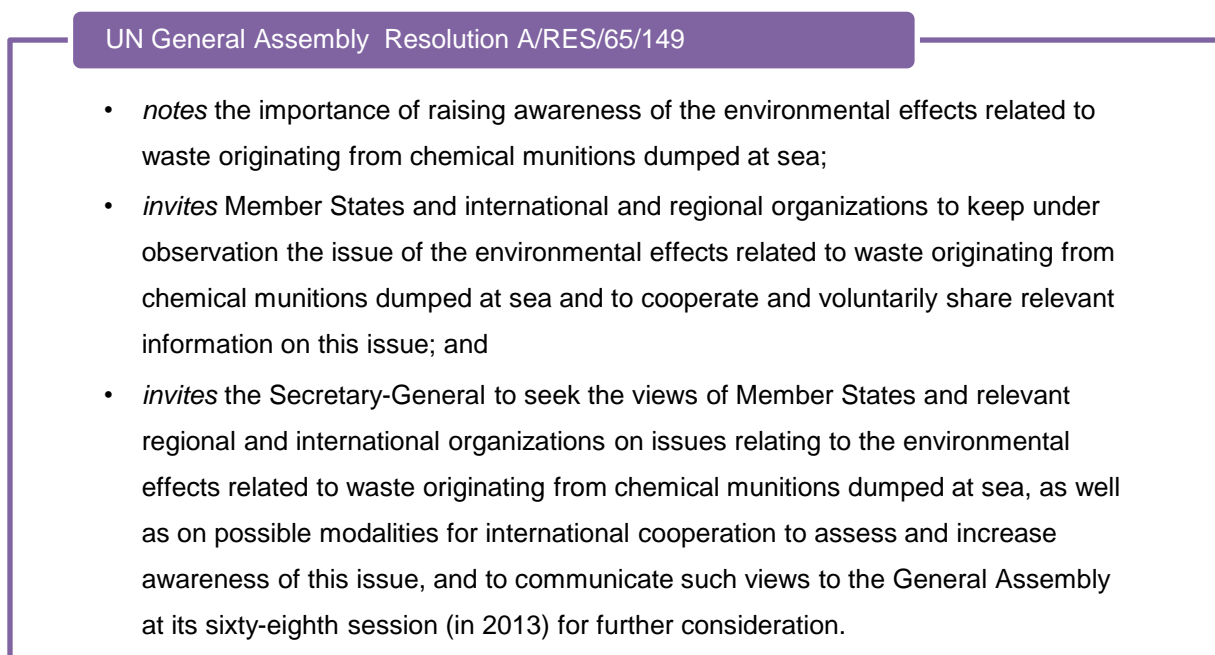 UN General Assembly  Resolution A/RES/65/149
• notes the importance of raising awareness of the environmental effects related to
waste originating from chemical munitions dumped at sea;
• invites Member States and international and regional organizations to keep under
observation the issue of the environmental effects related to waste originating from
chemical munitions dumped at sea and to cooperate and voluntarily share relevant
information on this issue; and
• invites the Secretary-General to seek the views of Member States and relevant
regional and international organizations on issues relating to the environmental
effects related to waste originating from chemical munitions dumped at sea, as well
as on possible modalities for international cooperation to assess and increase
awareness of this issue, and to communicate such views to the General Assembly
at its sixty-eighth session (in 2013) for further consideration.